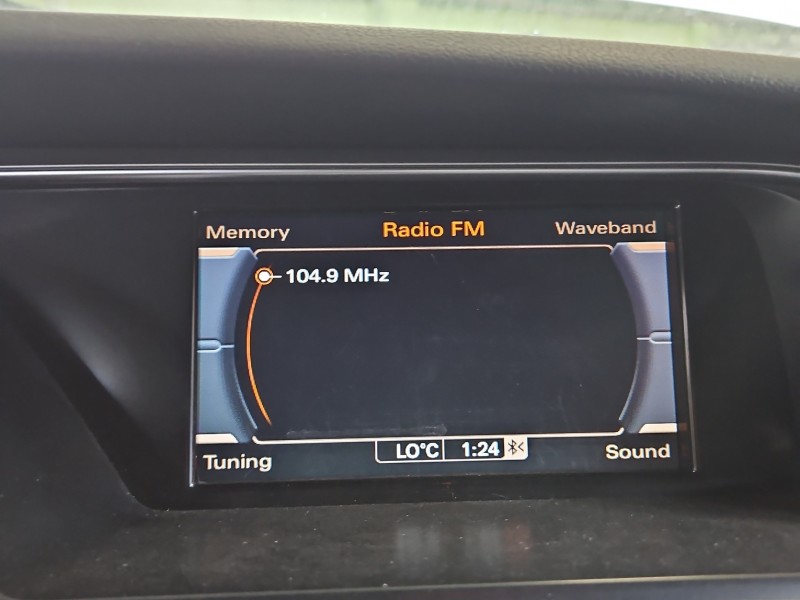 Memory Radio FM Waveband
104.9 MHz
LO°C 1:24
Tuning Sound